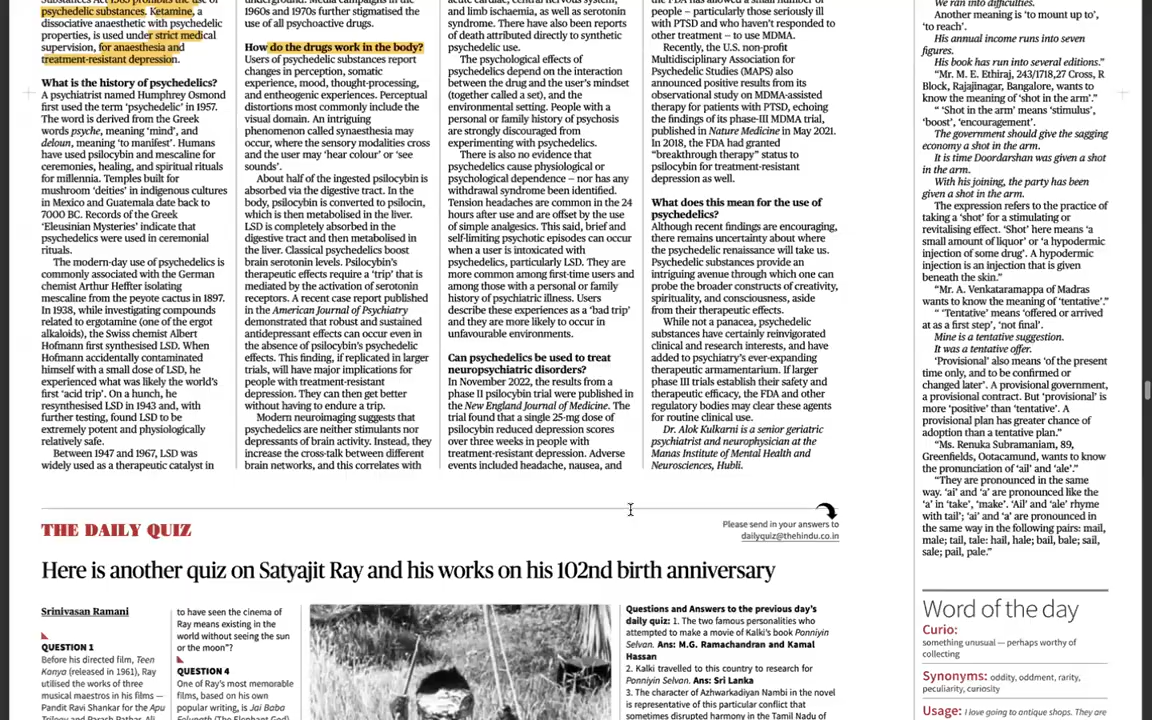 Substances Act 1985 prohibits the use of
psychedelic substances. Ketamine, a
dissociative anaesthetic with psychedelic
properties, is used under strict medical
supervision, for anaesthesia and
treatment-resistant depression.
What is the history of psychedelics?
A psychiatrist named Humphrey Osmond
first used the term ‘psychedelic’ in 1957.
The word is derived from the Greek
words psyche, meaning ‘mind’, and
deloun, meaning ‘to manifest’. Humans
have used psilocybin and mescaline for
ceremonies, healing, and spiritual rituals
for millennia. Temples built for
mushroom ‘deities’ in indigenous cultures
in Mexico and Guatemala date back to
7000 BC. Records of the Greek
‘Eleusinian Mysteries’ indicate that
psychedelics were used in ceremonial
rituals.
The modern-day use of psychedelics is
commonly associated with the German
chemist Arthur Heffter isolating
mescaline from the peyote cactus in 1897.
In 1938, while investigating compounds
related to ergotamine (one of the ergot
alkaloids), the Swiss chemist Albert
Hofmann first synthesised LSD. When
Hofmann accidentally contaminated
himself with a small dose of LSD, he
experienced what was likely the world’s
first ‘acid trip’. On a hunch, he
resynthesised LSD in 1943 and, with
further testing, found LSD to be
extremely potent and physiologically
relatively safe.
Between 1947 and 1967, LSD was
widely used as a therapeutic catalyst in
underground. Media campaigns in the
1960s and 1970s further stigmatised the
use of all psychoactive drugs.
How do the drugs work in the body?
Users of psychedelic substances report
changes in perception, somatic
experience, mood, thought-processing,
and entheogenic experiences. Perceptual
distortions most commonly include the
visual domain. An intriguing
phenomenon called synaesthesia may
occur, where the sensory modalities cross
and the user may ‘hear colour’ or ‘see
sounds’.
About half of the ingested psilocybin is
absorbed via the digestive tract. In the
body, psilocybin is converted to psilocin,
which is then metabolised in the liver.
LSD is completely absorbed in the
digestive tract and then metabolised in
the liver. Classical psychedelics boost
brain serotonin levels. Psilocybin’s
therapeutic effects require a ‘trip’ that is
mediated by the activation of serotonin
receptors. A recent case report published
in the American Journal of Psychiatry
demonstrated that robust and sustained
antidepressant effects can occur even in
the absence of psilocybin’s psychedelic
effects. This finding, if replicated in larger
trials, will have major implications for
people with treatment-resistant
depression. They can then get better
without having to endure a trip.
Modern neuroimaging suggests that
psychedelics are neither stimulants nor
depressants of brain activity. Instead, they
increase the cross-talk between different
brain networks, and this correlates with
acute cardiac, central nervous system,
and limb ischaemia, as well as serotonin
syndrome. There have also been reports
of death attributed directly to synthetic
psychedelic use.
The psychological effects of
psychedelics depend on the interaction
between the drug and the user’s mindset
(together called a set), and the
environmental setting. People with a
personal or family history of psychosis
are strongly discouraged from
experimenting with psychedelics.
There is also no evidence that
psychedelics cause physiological or
psychological dependence – nor has any
withdrawal syndrome been identified.
Tension headaches are common in the 24
hours after use and are offset by the use
of simple analgesics. This said, brief and
self-limiting psychotic episodes can occur
when a user is intoxicated with
psychedelics, particularly LSD. They are
more common among first-time users and
among those with a personal or family
history of psychiatric illness. Users
describe these experiences as a ‘bad trip’
and they are more likely to occur in
unfavourable environments.
Can psychedelics be used to treat
neuropsychiatric disorders?
In November 2022, the results from a
phase II psilocybin trial were published in
the New England Journal of Medicine. The
trial found that a single 25-mg dose of
psilocybin reduced depression scores
over three weeks in people with
treatment-resistant depression. Adverse
events included headache, nausea, and
the FDA has allowed a small number of
people – particularly those seriously ill
with PTSD and who haven’t responded to
other treatment – to use MDMA.
Recently, the U.S. non-profit
Multidisciplinary Association for
Psychedelic Studies (MAPS) also
announced positive results from its
observational study on MDMA-assisted
therapy for patients with PTSD, echoing
the findings of its phase-III MDMA trial,
published in Nature Medicine in May 2021.
In 2018, the FDA had granted
“breakthrough therapy” status to
psilocybin for treatment-resistant
depression as well.
What does this mean for the use of
psychedelics?
Although recent findings are encouraging,
there remains uncertainty about where
the psychedelic renaissance will take us.
Psychedelic substances provide an
intriguing avenue through which one can
probe the broader constructs of creativity,
spirituality, and consciousness, aside
from their therapeutic effects.
While not a panacea, psychedelic
substances have certainly reinvigorated
clinical and research interests, and have
added to psychiatry’s ever-expanding
therapeutic armamentarium. If larger
phase III trials establish their safety and
therapeutic efficacy, the FDA and other
regulatory bodies may clear these agents
for routine clinical use.
Dr. Alok Kulkarni is a senior geriatric
psychiatrist and neurophysician at the
Manas Institute of Mental Health and
Neurosciences, Hubli.
We ran into difficulties.
Another meaning is ‘to mount up to’,
‘to reach’.
His annual income runs into seven
figures.
His book has run into several editions.”
“Mr. M. E. Ethiraj, 243/1718,27 Cross, R
Block, Rajajinagar, Bangalore, wants to
know the meaning of ‘shot in the arm’.”
“ ‘Shot in the arm’ means ‘stimulus’,
‘boost’, ‘encouragement’.
The government should give the sagging
economy a shot in the arm.
It is time Doordarshan was given a shot
in the arm.
With his joining, the party has been
given a shot in the arm.
The expression refers to the practice of
taking a ‘shot’ for a stimulating or
revitalising effect. ‘Shot’ here means ‘a
small amount of liquor’ or ‘a hypodermic
injection of some drug’. A hypodermic
injection is an injection that is given
beneath the skin.”
“Mr. A. Venkataramappa of Madras
wants to know the meaning of ‘tentative’.”
“ ‘Tentative’ means ‘offered or arrived
at as a first step’, ‘not final’.
Mine is a tentative suggestion.
It was a tentative offer.
‘Provisional’ also means ‘of the present
time only, and to be confirmed or
changed later’. A provisional government,
a provisional contract. But ‘provisional’ is
more ‘positive’ than ‘tentative’. A
provisional plan has greater chance of
adoption than a tentative plan.”
“Ms. Renuka Subramaniam, 89,
Greenfields, Ootacamund, wants to know
the pronunciation of ‘ail’ and ‘ale’.”
“They are pronounced in the same
way. ‘ai’ and ‘a’ are pronounced like the
‘a’ in ‘take’, ‘make’. ‘Ail’ and ‘ale’ rhyme
with tail’; ‘ai’ and ‘a’ are pronounced in
the same way in the following pairs: mail,
male; tail, tale: hail, hale; bail, bale; sail,
sale; pail, pale.”
THE DAILY QUIZ
Please send in your answers to
dailyquiz@thehindu.co.in
Here is another quiz on Satyajit Ray and his works on his 102nd birth anniversary
Srinivasan Ramani
QUESTION 1
Before his directed film, Teen
Kanya (released in 1961), Ray
utilised the works of three
musical maestros in his films —
Pandit Ravi Shankar for the Apu
Trilogy and Parash Pathar, Ali
to have seen the cinema of
Ray means existing in the
world without seeing the sun
or the moon”?
QUESTION 4
One of Ray’s most memorable
films, based on his own
popular writing, is Jai Baba
Felunath (The Elephant God)
Questions and Answers to the previous day’s
daily quiz: 1. The two famous personalities who
attempted to make a movie of Kalki’s book Ponniyin
Selvan. Ans: M.G. Ramachandran and Kamal
Hassan
2. Kalki travelled to this country to research for
Ponniyin Selvan. Ans: Sri Lanka
3. The character of Azhwarkadiyan Nambi in the novel
is representative of this particular conflict that
sometimes disrupted harmony in the Tamil Nadu of
Word of the day
Curio:
something unusual — perhaps worthy of
collecting
Synonyms: oddity, oddment, rarity,
peculiarity, curiosity
Usage: I love going to antique shops. They are